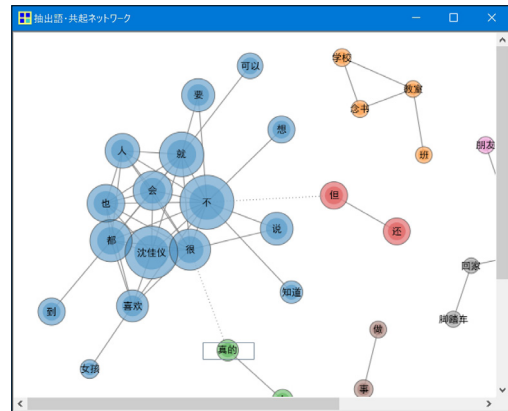 抽出語・共起ネットワーク
可以
学校
要
教室
念书
想
人
就
朋友
班
会
也
不
但
说
还
都
沈佳仪
很
回家
知道
到
喜欢
脚踏车
做
真的
女孩
事